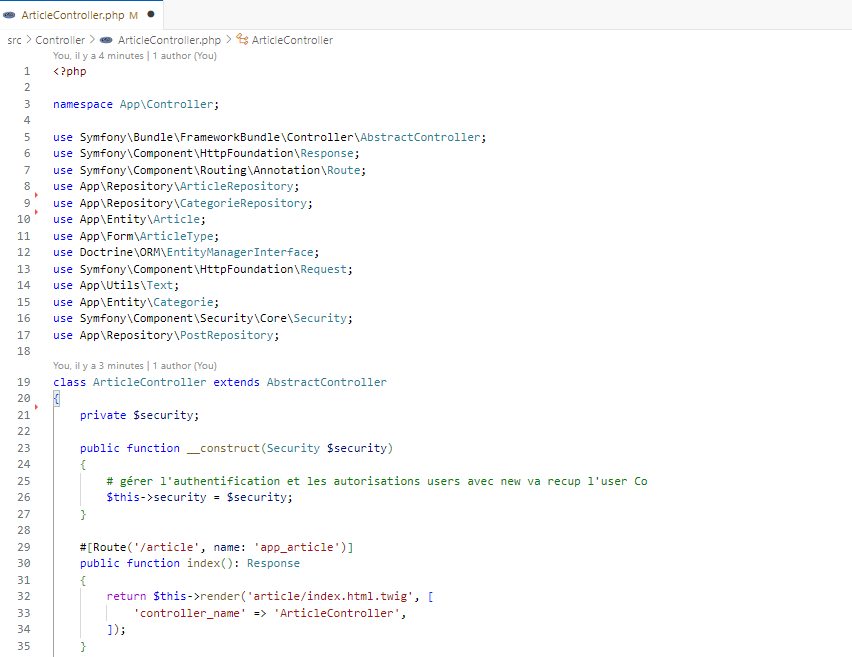 ArticleController.php M
src > Controller > ArticleController.php > ArticleController
You, il y a 4 minutes | 1 author (You)
1 <?php
2
3 namespace App\Controller;
4
5 use Symfony\Bundle\FrameworkBundle\Controller\AbstractController;
6 use Symfony\Component\HttpFoundation\Response;
7 use Symfony\Component\Routing\Annotation\Route;
8 use App\Repository\ArticleRepository;
9 use App\Repository\CategorieRepository;
10 use App\Entity\Article;
11 use App\Form\ArticleType;
12 use Doctrine\ORM\EntityManagerInterface;
13 use Symfony\Component\HttpFoundation\Request;
14 use App\Utils\Text;
15 use App\Entity\Categorie;
16 use Symfony\Component\Security\Core\Security;
17 use App\Repository\PostRepository;
18
You, il y a 3 minutes | 1 author (You)
19 class ArticleController extends AbstractController
20 {
21     private $security;
22
23     public function __construct(Security $security)
24     {
25         # gérer l'authentification et les autorisations users avec new va recup l'user Co
26         $this->security = $security;
27     }
28
29     #[Route('/article', name: 'app_article')]
30     public function index(): Response
31     {
32         return $this->render('article/index.html.twig', [
33             'controller_name' => 'ArticleController',
34         ]);
35     }